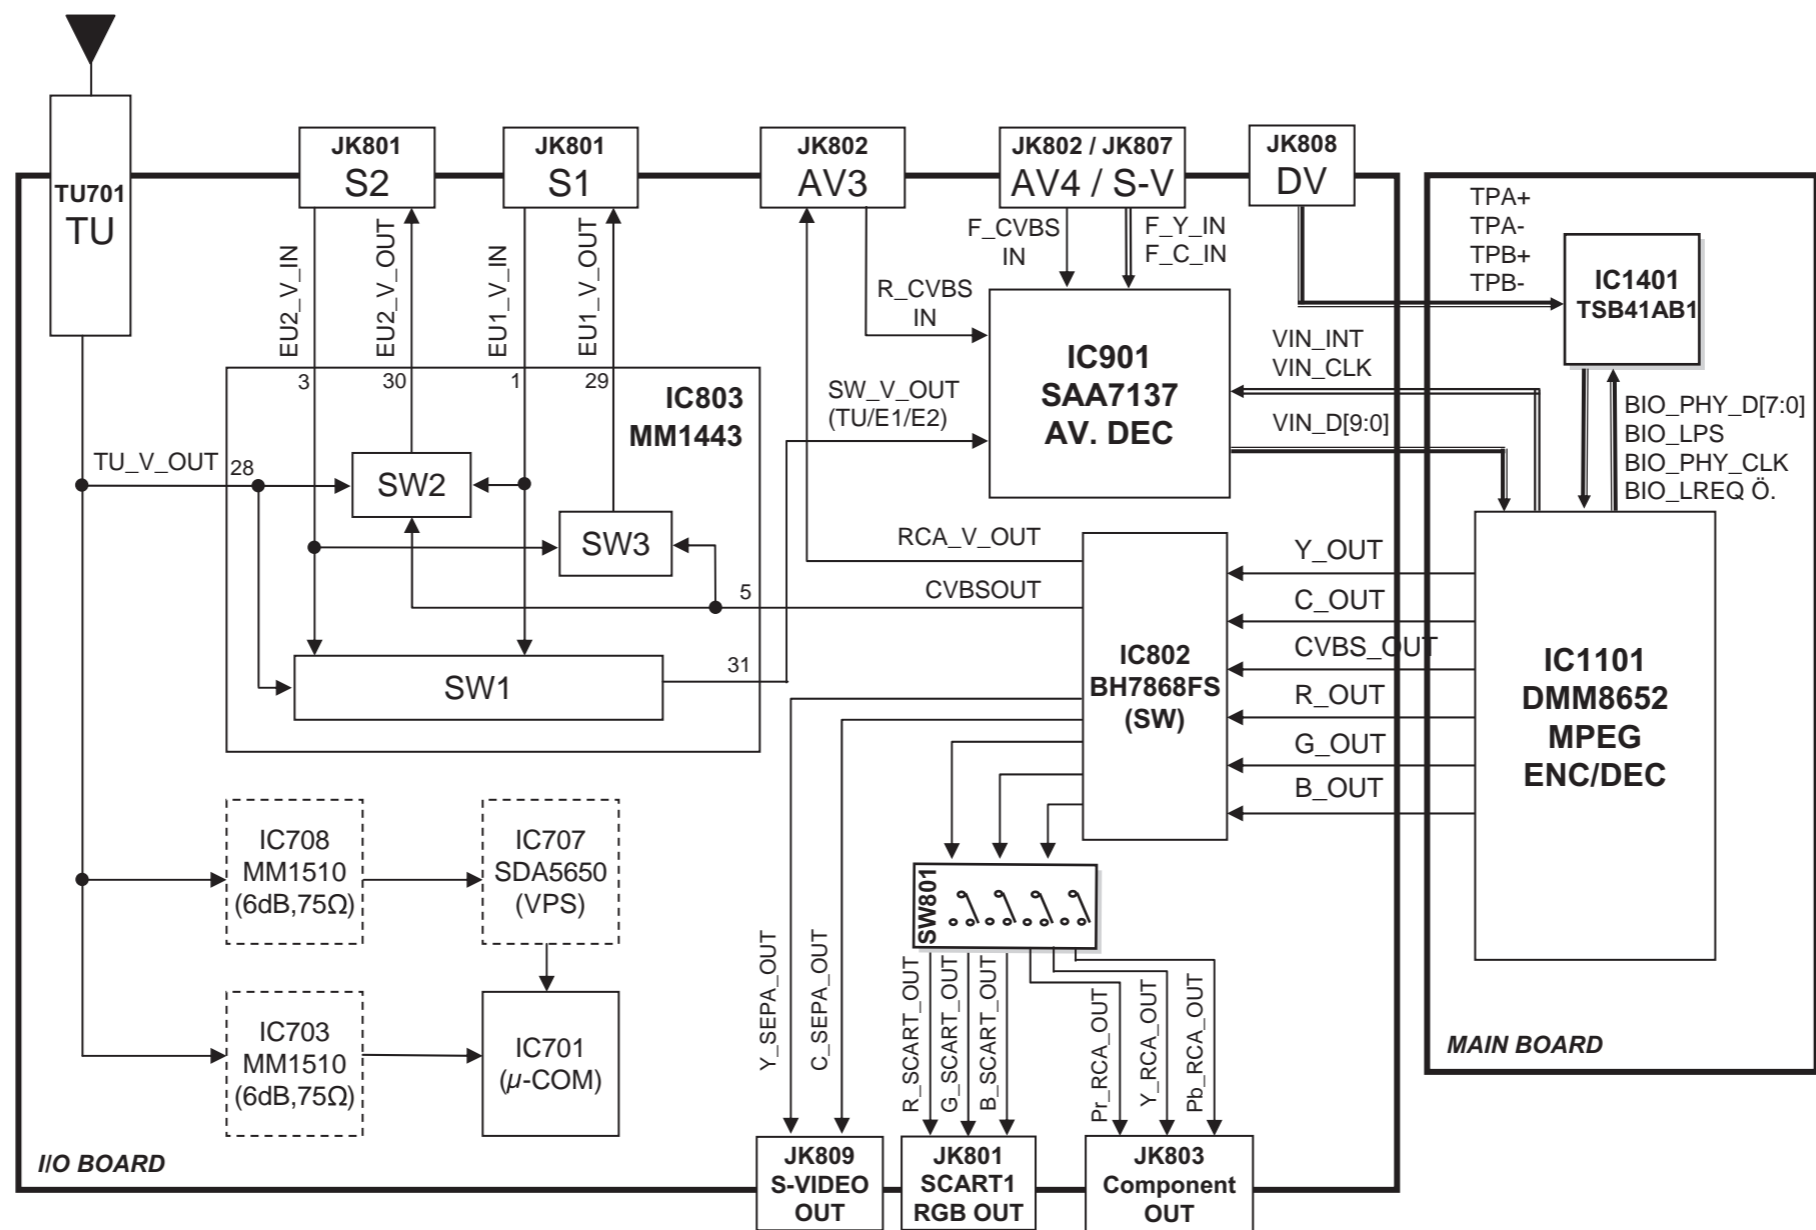 JK801
S2
JK801
S1
JK802
AV3
JK802 / JK807
AV4 / S-V
JK808
DV
TU701
TU
EU2_V_IN
EU2_V_OUT
EU1_V_IN
EU1_V_OUT
F_CVBS
IN
F_Y_IN
F_C_IN
TPA+
TPA-
TPB+
TPB-
IC1401
TSB41AB1
R_CVBS
IN
IC901
SAA7137
AV. DEC
VIN_INT
VIN_CLK
VIN_D[9:0]
BIO_PHY_D[7:0]
BIO_LPS
BIO_PHY_CLK
BIO_LREQ Ö.
3
30
1
29
IC803
MM1443
SW_V_OUT
(TU/E1/E2)
TU_V_OUT
28
SW2
SW3
5
SW1
31
RCA_V_OUT
CVBSOUT
IC802
BH7868FS
(SW)
Y_OUT
C_OUT
CVBS_OUT
R_OUT
G_OUT
B_OUT
IC1101
DMM8652
MPEG
ENC/DEC
IC708
MM1510
(6dB,75Ω)
IC707
SDA5650
(VPS)
IC703
MM1510
(6dB,75Ω)
IC701
(µ-COM)
SW801
Y_SEPA_OUT
C_SEPA_OUT
R_SCART_OUT
G_SCART_OUT
B_SCART_OUT
Pr_RCA_OUT
Y_RCA_OUT
Pb_RCA_OUT
MAIN BOARD
I/O BOARD
JK809
S-VIDEO
OUT
JK801
SCART1
RGB OUT
JK803
Component
OUT